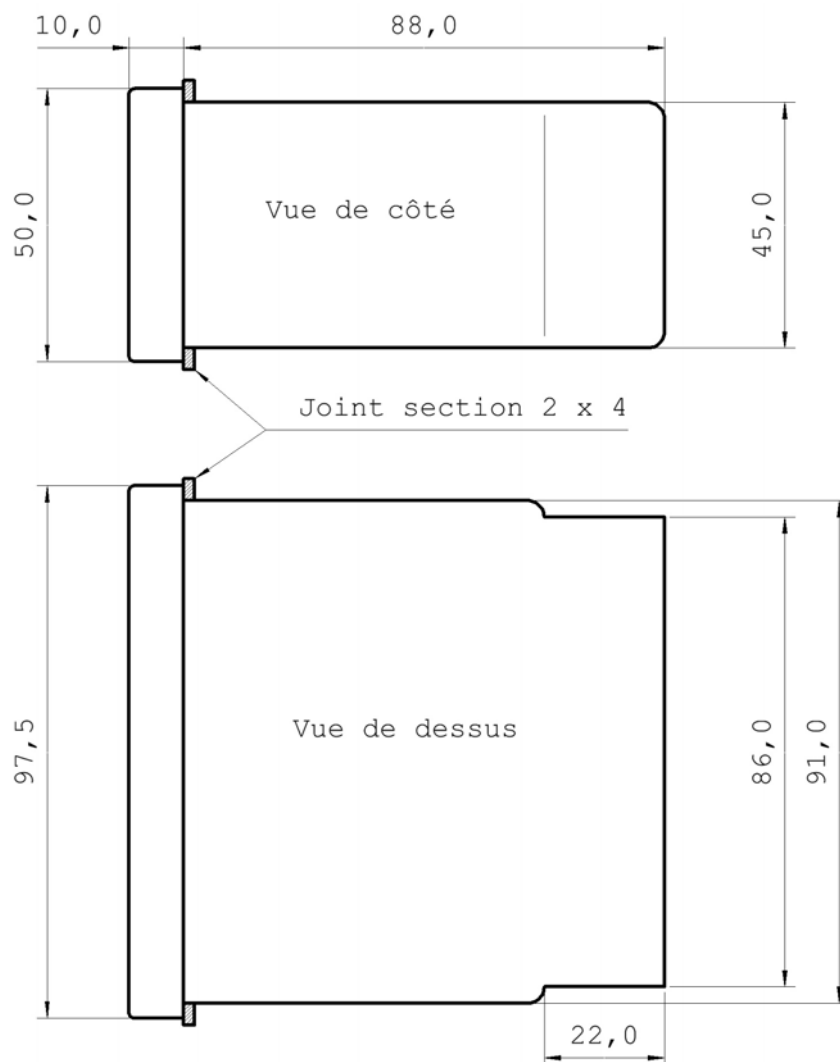 10,0
88,0
50,0
Vue de côté
45,0
Joint section 2 x 4
97,5
Vue de dessus
86,0
91,0
22,0